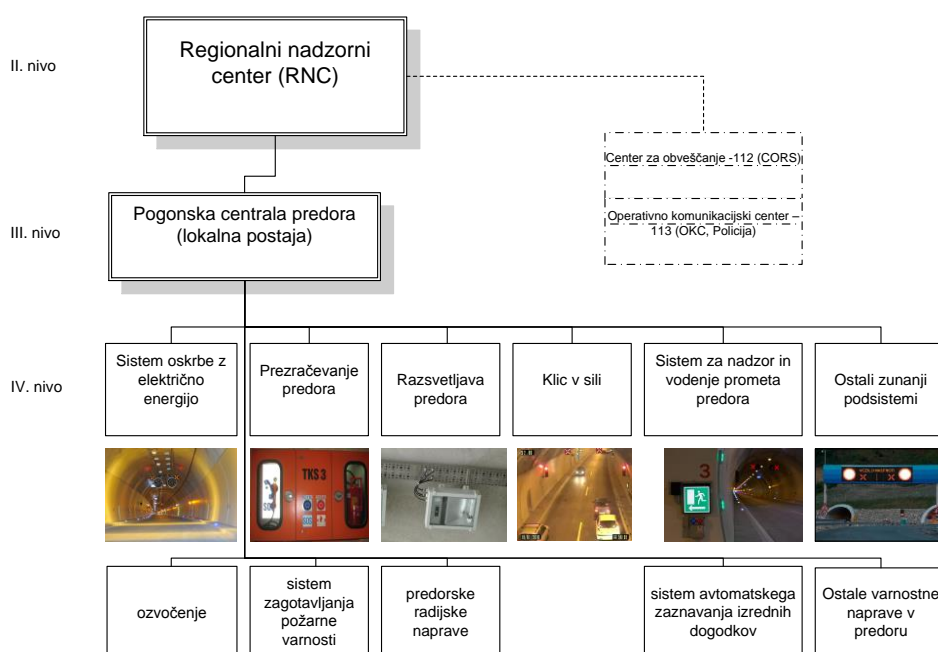 Regionalni nadzorni
center (RNC)
II. nivo
Center za obveščanje -112 (CORS)
Operativno komunikacijski center –
113 (OKC, Policija)
Pogonska centrala predora
(lokalna postaja)
III. nivo
IV. nivo
Sistem oskrbe z
električno
energijo
Prezračevanje
predora
Razsvetljava
predora
Klic v sili
Sistem za nadzor in
vodenje prometa
predora
Ostali zunanji
podsistemi
TKS 3
3
ozvočenje
sistem
zagotavljanja
požarne
varnosti
predorske
radijske
naprave
sistem avtomatskega
zaznavanja izrednih
dogodkov
Ostale varnostne
naprave v
predoru